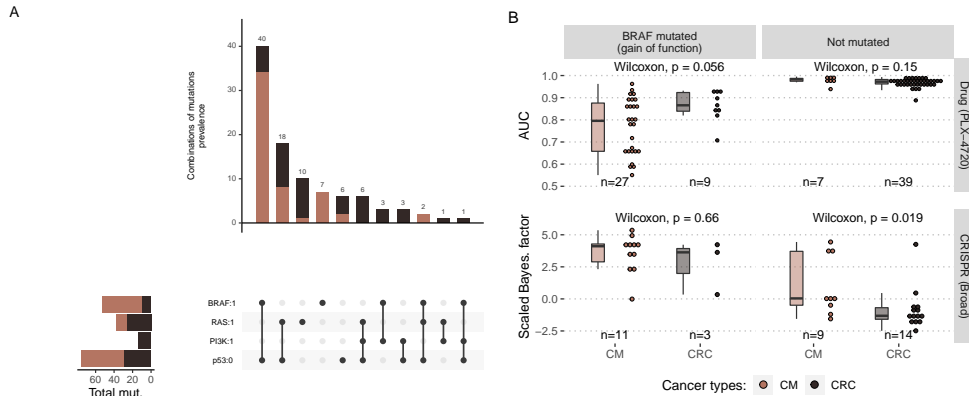 A
Combinations of mutations
prevalence
40
30
20
10
0
40
18
10
7
6
6
3
3
2
1
1
BRAF:1
RAS:1
PI3K:1
p53:0
60 40 20 0
Total mut.
B
BRAF mutated
(gain of function)
Not mutated
Wilcoxon, p = 0.056
Wilcoxon, p = 0.15
AUC
1.0
0.9
0.8
0.7
0.6
0.5
n=27
n=9
n=7
n=39
Drug (PLX−4720)
Wilcoxon, p = 0.66
Wilcoxon, p = 0.019
Scaled Bayes. factor
5.0
2.5
0.0
−2.5
n=11
n=3
n=9
n=14
CRISPR (Broad)
CM CRC CM CRC
Cancer types: CM CRC